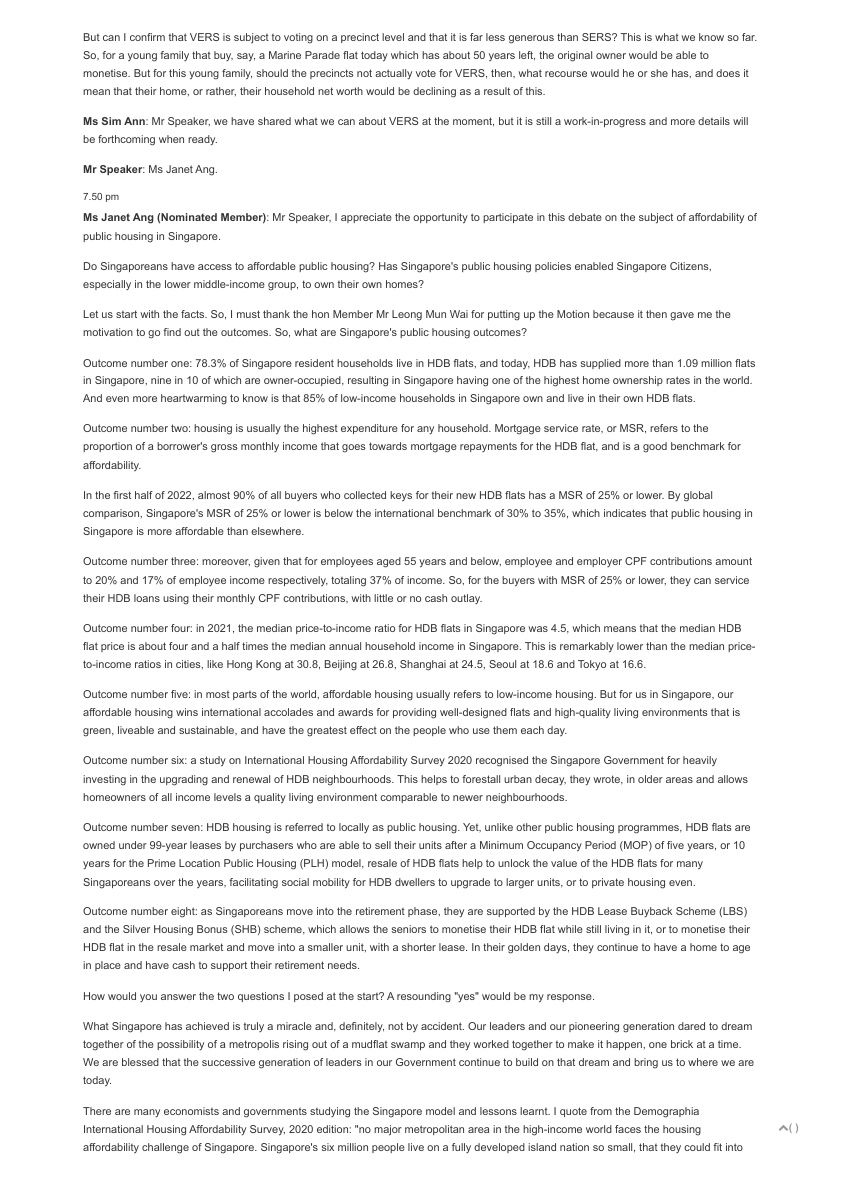 But can I confirm that VERS is subject to voting on a precinct level and that it is far less generous than SERS? This is what we know so far.
So, for a young family that buy, say, a Marine Parade flat today which has about 50 years left, the original owner would be able to
monetise. But for this young family, should the precincts not actually vote for VERS, then, what recourse would he or she has, and does it
mean that their home, or rather, their household net worth would be declining as a result of this.
Ms Sim Ann: Mr Speaker, we have shared what we can about VERS at the moment, but it is still a work-in-progress and more details will
be forthcoming when ready.
Mr Speaker: Ms Janet Ang.
7.50 pm
Ms Janet Ang (Nominated Member): Mr Speaker, I appreciate the opportunity to participate in this debate on the subject of affordability of
public housing in Singapore.
Do Singaporeans have access to affordable public housing? Has Singapore's public housing policies enabled Singapore Citizens,
especially in the lower middle-income group, to own their own homes?
Let us start with the facts. So, I must thank the hon Member Mr Leong Mun Wai for putting up the Motion because it then gave me the
motivation to go find out the outcomes. So, what are Singapore's public housing outcomes?
Outcome number one: 78.3% of Singapore resident households live in HDB flats, and today, HDB has supplied more than 1.09 million flats
in Singapore, nine in 10 of which are owner-occupied, resulting in Singapore having one of the highest home ownership rates in the world.
And even more heartwarming to know is that 85% of low-income households in Singapore own and live in their own HDB flats.
Outcome number two: housing is usually the highest expenditure for any household. Mortgage service rate, or MSR, refers to the
proportion of a borrower's gross monthly income that goes towards mortgage repayments for the HDB flat, and is a good benchmark for
affordability.
In the first half of 2022, almost 90% of all buyers who collected keys for their new HDB flats has a MSR of 25% or lower. By global
comparison, Singapore's MSR of 25% or lower is below the international benchmark of 30% to 35%, which indicates that public housing in
Singapore is more affordable than elsewhere.
Outcome number three: moreover, given that for employees aged 55 years and below, employee and employer CPF contributions amount
to 20% and 17% of employee income respectively, totaling 37% of income. So, for the buyers with MSR of 25% or lower, they can service
their HDB loans using their monthly CPF contributions, with little or no cash outlay.
Outcome number four: in 2021, the median price-to-income ratio for HDB flats in Singapore was 4.5, which means that the median HDB
flat price is about four and a half times the median annual household income in Singapore. This is remarkably lower than the median price-
to-income ratios in cities, like Hong Kong at 30.8, Beijing at 26.8, Shanghai at 24.5, Seoul at 18.6 and Tokyo at 16.6.
Outcome number five: in most parts of the world, affordable housing usually refers to low-income housing. But for us in Singapore, our
affordable housing wins international accolades and awards for providing well-designed flats and high-quality living environments that is
green, liveable and sustainable, and have the greatest effect on the people who use them each day.
Outcome number six: a study on International Housing Affordability Survey 2020 recognised the Singapore Government for heavily
investing in the upgrading and renewal of HDB neighbourhoods. This helps to forestall urban decay, they wrote, in older areas and allows
homeowners of all income levels a quality living environment comparable to newer neighbourhoods.
Outcome number seven: HDB housing is referred to locally as public housing. Yet, unlike other public housing programmes, HDB flats are
owned under 99-year leases by purchasers who are able to sell their units after a Minimum Occupancy Period (MOP) of five years, or 10
years for the Prime Location Public Housing (PLH) model, resale of HDB flats help to unlock the value of the HDB flats for many
Singaporeans over the years, facilitating social mobility for HDB dwellers to upgrade to larger units, or to private housing even.
Outcome number eight: as Singaporeans move into the retirement phase, they are supported by the HDB Lease Buyback Scheme (LBS)
and the Silver Housing Bonus (SHB) scheme, which allows the seniors to monetise their HDB flat while still living in it, or to monetise their
HDB flat in the resale market and move into a smaller unit, with a shorter lease. In their golden days, they continue to have a home to age
in place and have cash to support their retirement needs.
How would you answer the two questions I posed at the start? A resounding "yes" would be my response.
What Singapore has achieved is truly a miracle and, definitely, not by accident. Our leaders and our pioneering generation dared to dream
together of the possibility of a metropolis rising out of a mudflat swamp and they worked together to make it happen, one brick at a time.
We are blessed that the successive generation of leaders in our Government continue to build on that dream and bring us to where we are
today.
There are many economists and governments studying the Singapore model and lessons learnt. I quote from the Demographia
International Housing Affordability Survey, 2020 edition: "no major metropolitan area in the high-income world faces the housing
affordability challenge of Singapore. Singapore's six million people live on a fully developed island nation so small, that they could fit into
( )